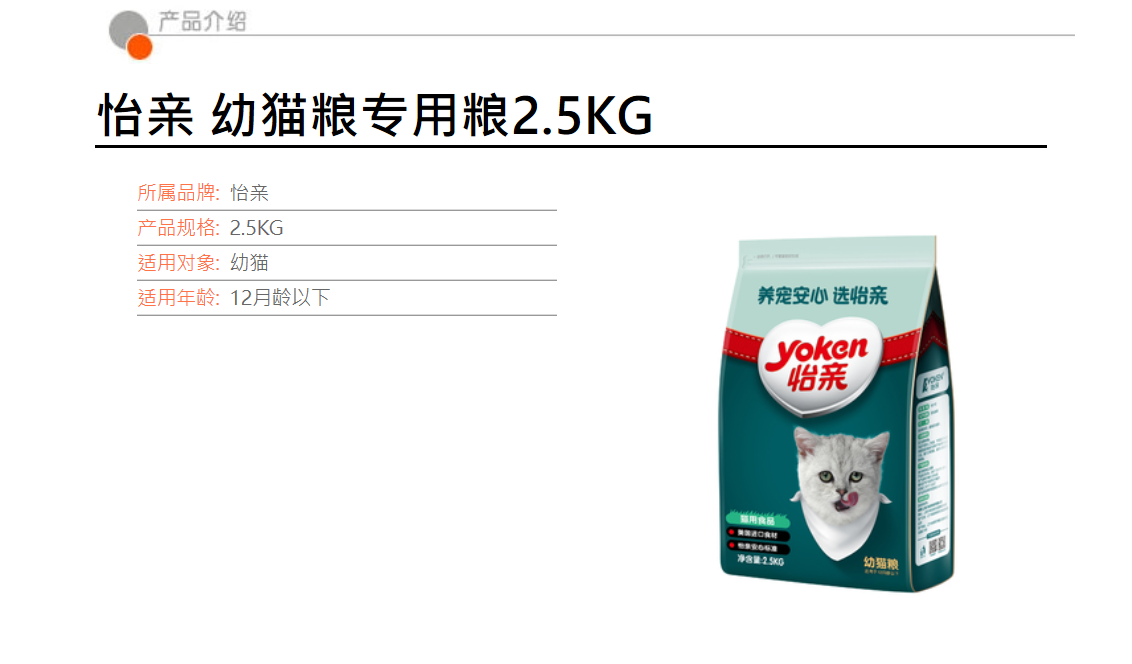 产品介绍
怡亲 幼猫粮专用粮2.5KG
所属品牌: 怡亲
产品规格: 2.5KG
适用对象: 幼猫
适用年龄: 12月龄以下
养宠安心 选怡亲
yoken
怡亲
猫用食品
美国进口食材
怡亲安心标准
净含量:2.5KG
幼猫粮
YOKEN
怡亲